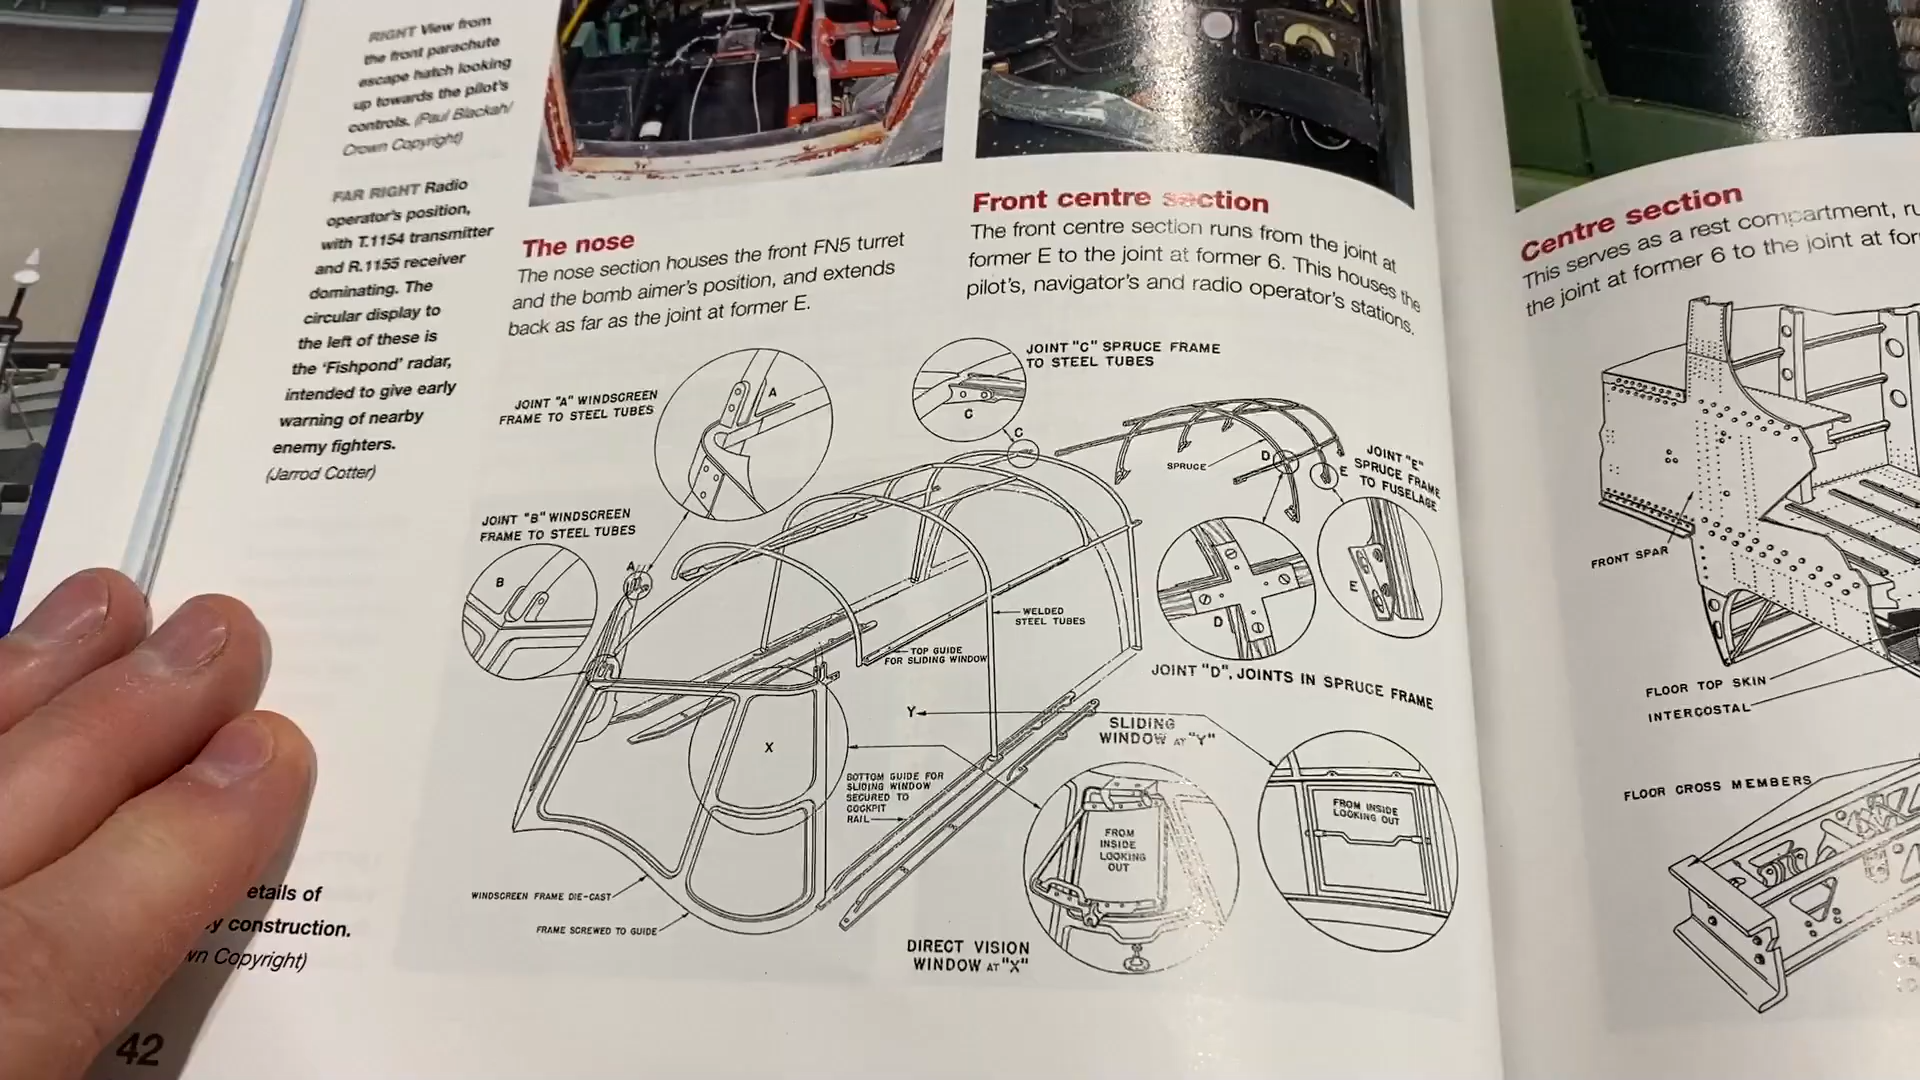 RIGHT View from
the front parachute
escape hatch looking
up towards the pilot's
controls. (Paul Blackah/
Crown Copyright)
FAR RIGHT Radio
operator's position,
with T.1154 transmitter
and R.1155 receiver
dominating. The
circular display to
the left of these is
the 'Fishpond' radar,
intended to give early
warning of nearby
enemy fighters.
(Jarrod Cotter)
etails of
y construction.
wn Copyright)
42
The nose
The nose section houses the front FN5 turret
and the bomb aimer's position, and extends
back as far as the joint at former E.
Front centre section
The front centre section runs from the joint at
former E to the joint at former 6. This houses the
pilot's, navigator's and radio operator's stations.
JOINT "A" WINDSCREEN
FRAME TO STEEL TUBES
A
JOINT "C" SPRUCE FRAME
TO STEEL TUBES
C
C
SPRUCE
D
E
JOINT "E"
SPRUCE FRAME
TO FUSELAGE
JOINT "B" WINDSCREEN
FRAME TO STEEL TUBES
B
A
D
E
WELDED
STEEL TUBES
TOP GUIDE
FOR SLIDING WINDOW
JOINT "D", JOINTS IN SPRUCE FRAME
Y
SLIDING
WINDOW AT "Y"
X
BOTTOM GUIDE FOR
SLIDING WINDOW
SECURED TO
COCKPIT
RAIL
FROM INSIDE
LOOKING OUT
FROM
INSIDE
LOOKING
OUT
WINDSCREEN FRAME DIE-CAST
FRAME SCREWED TO GUIDE
DIRECT VISION
WINDOW AT "X"
Centre section
This serves as a rest compartment, ru
the joint at former 6 to the joint at for
FRONT SPAR
FLOOR TOP SKIN
INTERCOSTAL
FLOOR CROSS MEMBERS